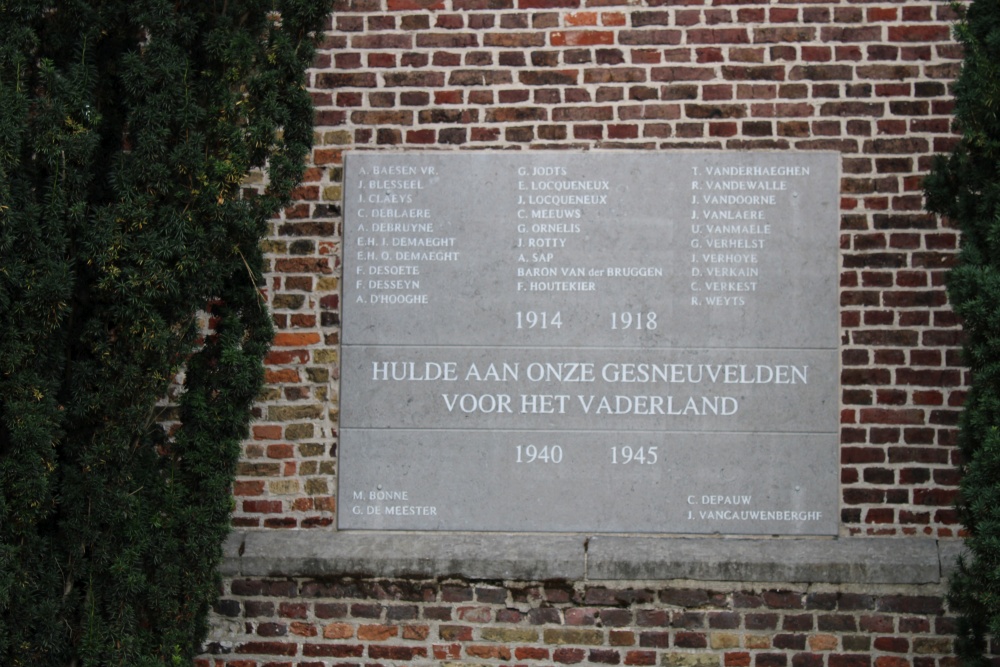 A. BAESEN VR.
J. BLESSEEL
J. CLAEYS
C. DEBLAERE
A. DEBRUYNE
E.H. J. DEMAEGHT
E.H. O. DEMAEGHT
F. DESOETE
F. DESSEYN
A. D'HOOGHE
G. JODTS
E. LOCQUENEUX
J. LOCQUENEUX
C. MEEUWS
G. ORNELIS
J. ROTTY
A. SAP
BARON VAN der BRUGGEN
F. HOUTEKIER
T. VANDERHAEGHEN
R. VANDEWALLE
J. VANDOORNE
J. VANLAERE
U. VANMAELE
G. VERHELST
J. VERHOYE
D. VERKAIN
C. VERKEST
R. WEYTS
1914 1918
HULDE AAN ONZE GESNEUVELDEN
VOOR HET VADERLAND
1940 1945
M. BONNE
G. DE MEESTER
C. DEPAUW
J. VANCAUWENBERGHE